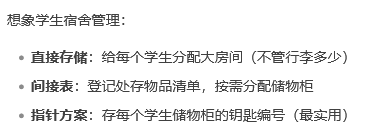 想象学生宿舍管理：
• 直接存储：给每个学生分配大房间（不管行李多少）
• 间接表：登记处存物品清单，按需分配储物柜
• 指针方案：存每个学生储物柜的钥匙编号（最实用）